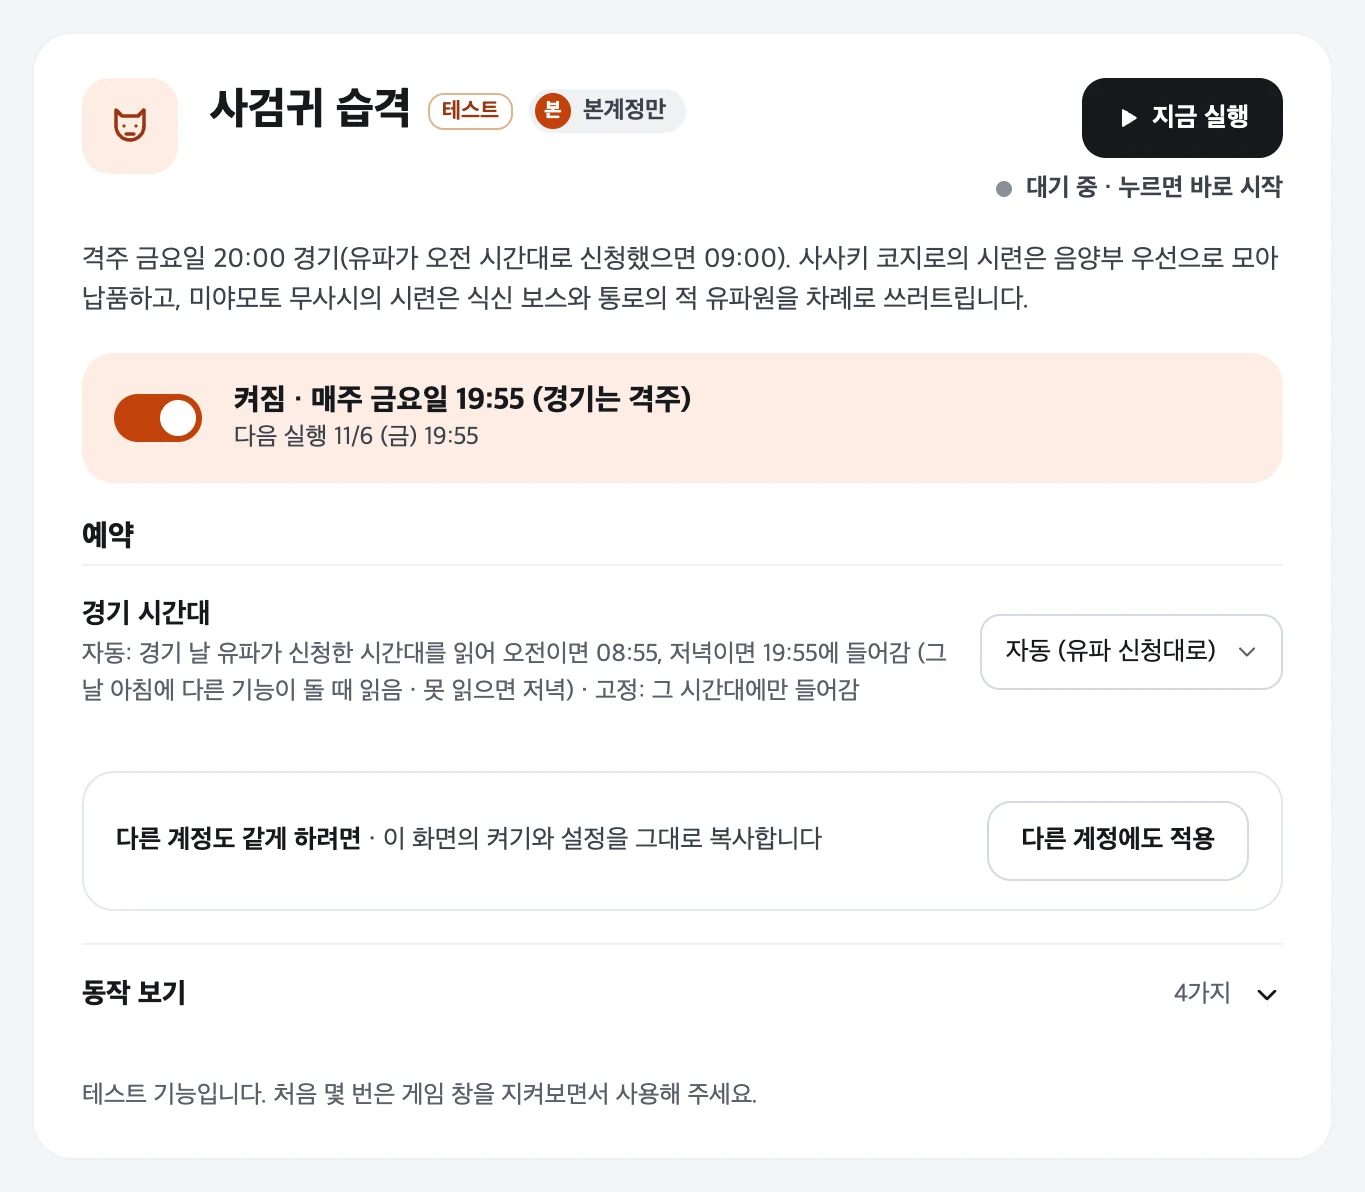 사검귀 습격
테스트
본 본계정만
▶ 지금 실행
대기 중 · 누르면 바로 시작
격주 금요일 20:00 경기(유파가 오전 시간대로 신청했으면 09:00). 사사키 코지로의 시련은 음양부 우선으로 모아
납품하고, 미야모토 무사시의 시련은 식신 보스와 통로의 적 유파원을 차례로 쓰러트립니다.
켜짐 · 매주 금요일 19:55 (경기는 격주)
다음 실행 11/6 (금) 19:55
예약
경기 시간대
자동: 경기 날 유파가 신청한 시간대를 읽어 오전이면 08:55, 저녁이면 19:55에 들어감 (그
날 아침에 다른 기능이 돌 때 읽음 · 못 읽으면 저녁) · 고정: 그 시간대에만 들어감
자동 (유파 신청대로)
다른 계정도 같게 하려면 · 이 화면의 켜기와 설정을 그대로 복사합니다
다른 계정에도 적용
동작 보기
4가지
테스트 기능입니다. 처음 몇 번은 게임 창을 지켜보면서 사용해 주세요.